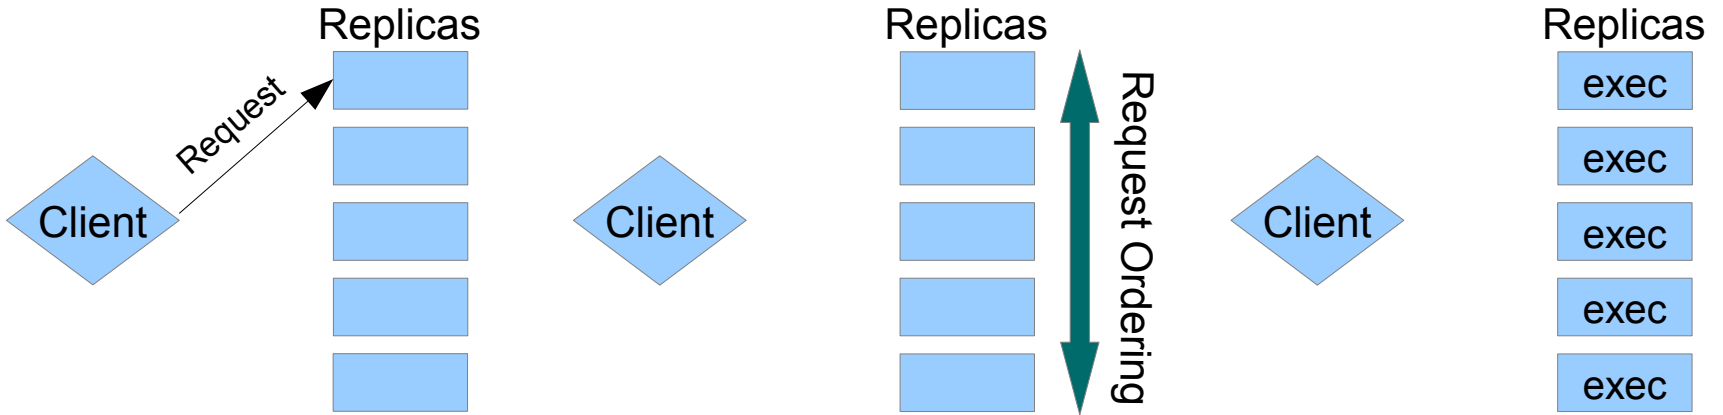 Replicas
Request
Client
Replicas
Client
Request Ordering
Replicas
Client
exec
exec
exec
exec
exec